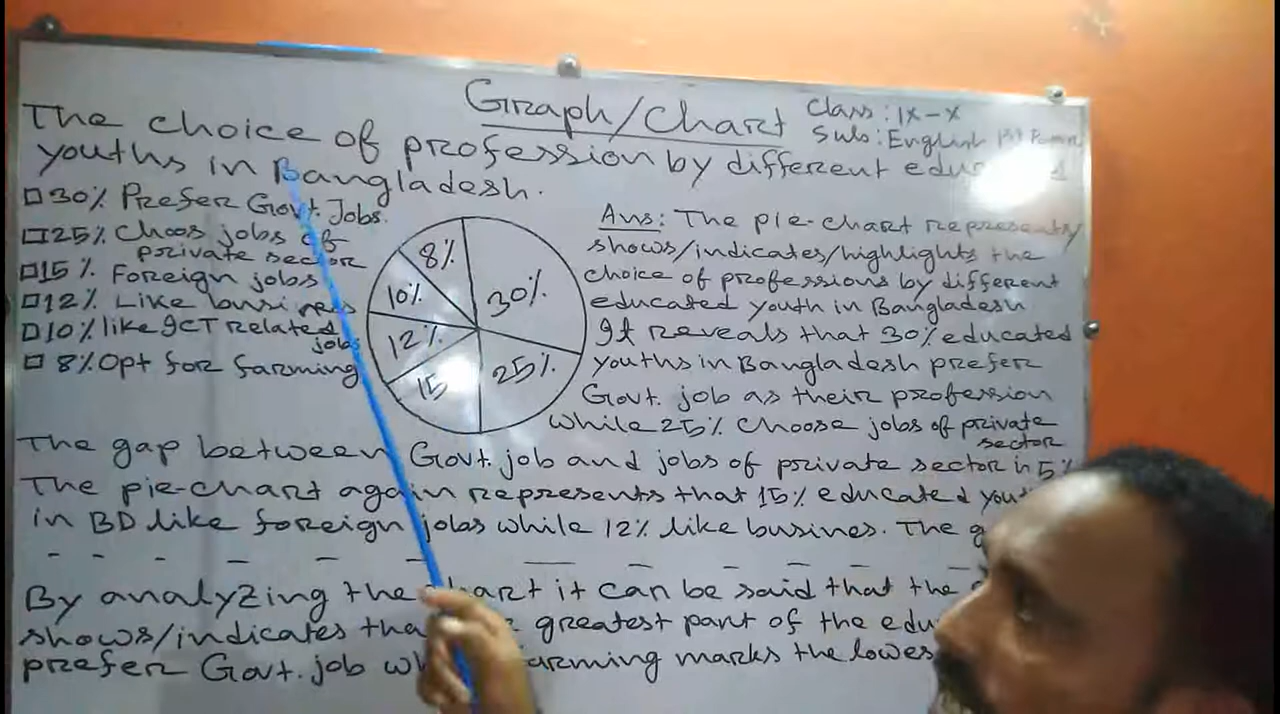 Graph/Chart
Class: IX-X
Sub: English 1st
The choice of profession by different
youths in Bangladesh.
□ 30% Prefer Govt. Jobs.
□ 25% Choos jobs of
private sector
□ 15% Foreign jobs
□ 12% Like business
□ 10% like ICT Related
jobs
□ 8% Opt for farming
8%
30%
10%
12%
15
25%
Ans: The pie-chart represents/
shows/indicates/highlights the
choice of professions by different
educated youth in Bangladesh
It reveals that 30% educated
youths in Bangladesh prefer
Govt. job as their profession
while 25% choose jobs of private
sector
The gap between Govt. job and jobs of private sector in 5%
The pie-chart again represents that 15% educated
in BD like foreign jobs while 12% like busines. The
By analyzing the chart it can be said that the
shows/indicates greatest part of the
prefer Govt. job farming marks the